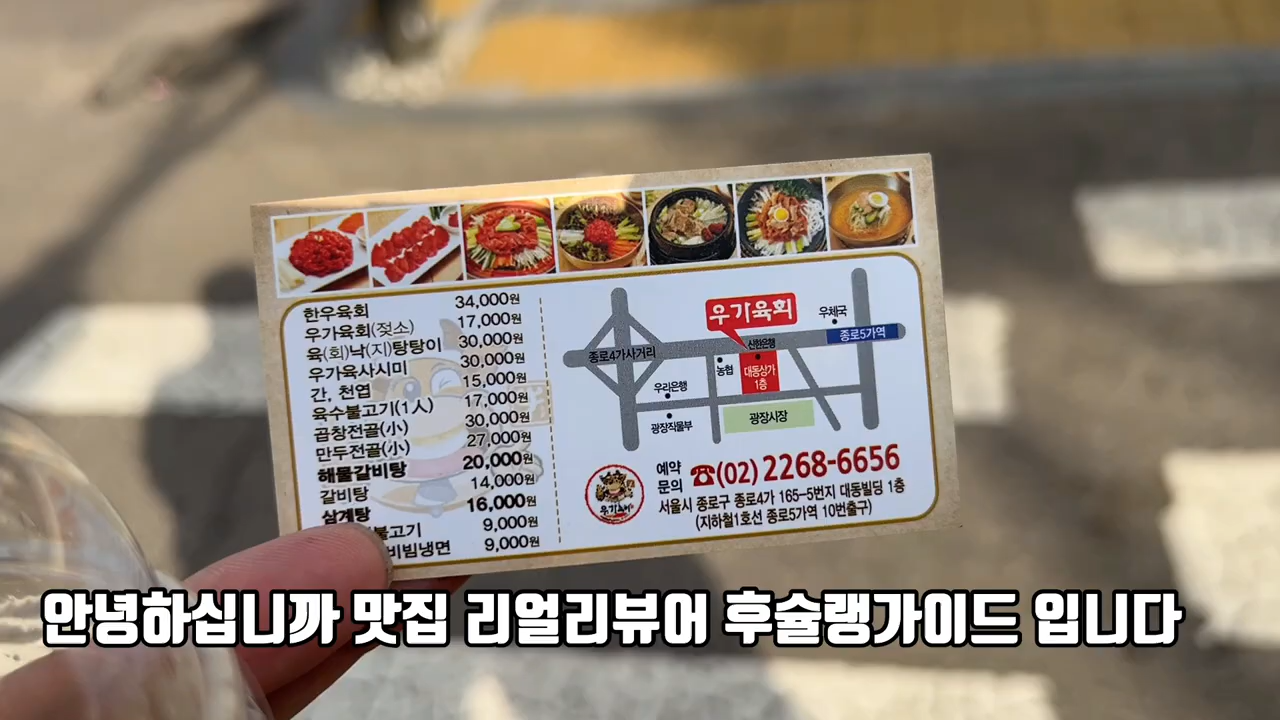 한우육회 34,000원
우가육회(젖소) 17,000원
육(회)낙(지)탕탕이 30,000원
우가육사시미 30,000원
간, 천엽 15,000원
육수불고기(1人) 17,000원
곱창전골(小) 30,000원
만두전골(小) 27,000원
해물갈비탕 20,000원
갈비탕 14,000원
삼계탕 16,000원
불고기 9,000원
비빔냉면 9,000원
우가육회
우체국
종로5가역
신한은행
종로4가사거리
농협
대동상가
1층
우리은행
광장직물부
광장시장
예약
문의 ☎(02) 2268-6656
서울시 종로구 종로4가 165-5번지 대동빌딩 1층
(지하철1호선 종로5가역 10번출구)
안녕하십니까 맛집 리얼리뷰어 후슐랭가이드 입니다